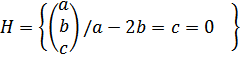 H = { ( a b c ) / a − 2b = c = 0 }